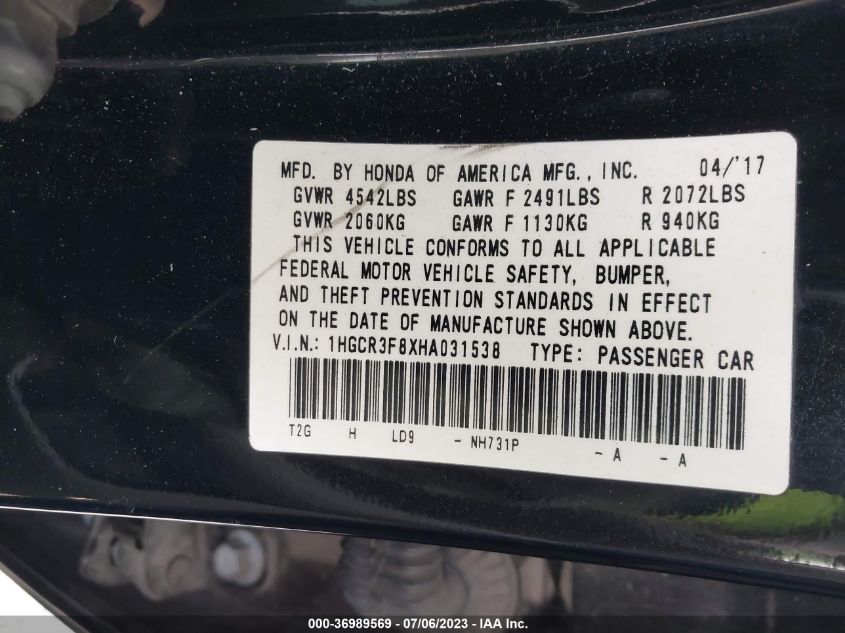 MFD. BY HONDA OF AMERICA MFG., INC. 04/'17
GVWR 4542LBS GAWR F 2491LBS R 2072LBS
GVWR 2060KG GAWR F 1130KG R 940KG
THIS VEHICLE CONFORMS TO ALL APPLICABLE
FEDERAL MOTOR VEHICLE SAFETY, BUMPER,
AND THEFT PREVENTION STANDARDS IN EFFECT
ON THE DATE OF MANUFACTURE SHOWN ABOVE.
V.I.N.: 1HGCR3F8XHA031538 TYPE: PASSENGER CAR
T2G H LD9 - NH731P - A - A
000-36989569 - 07/06/2023 - IMAGE 9